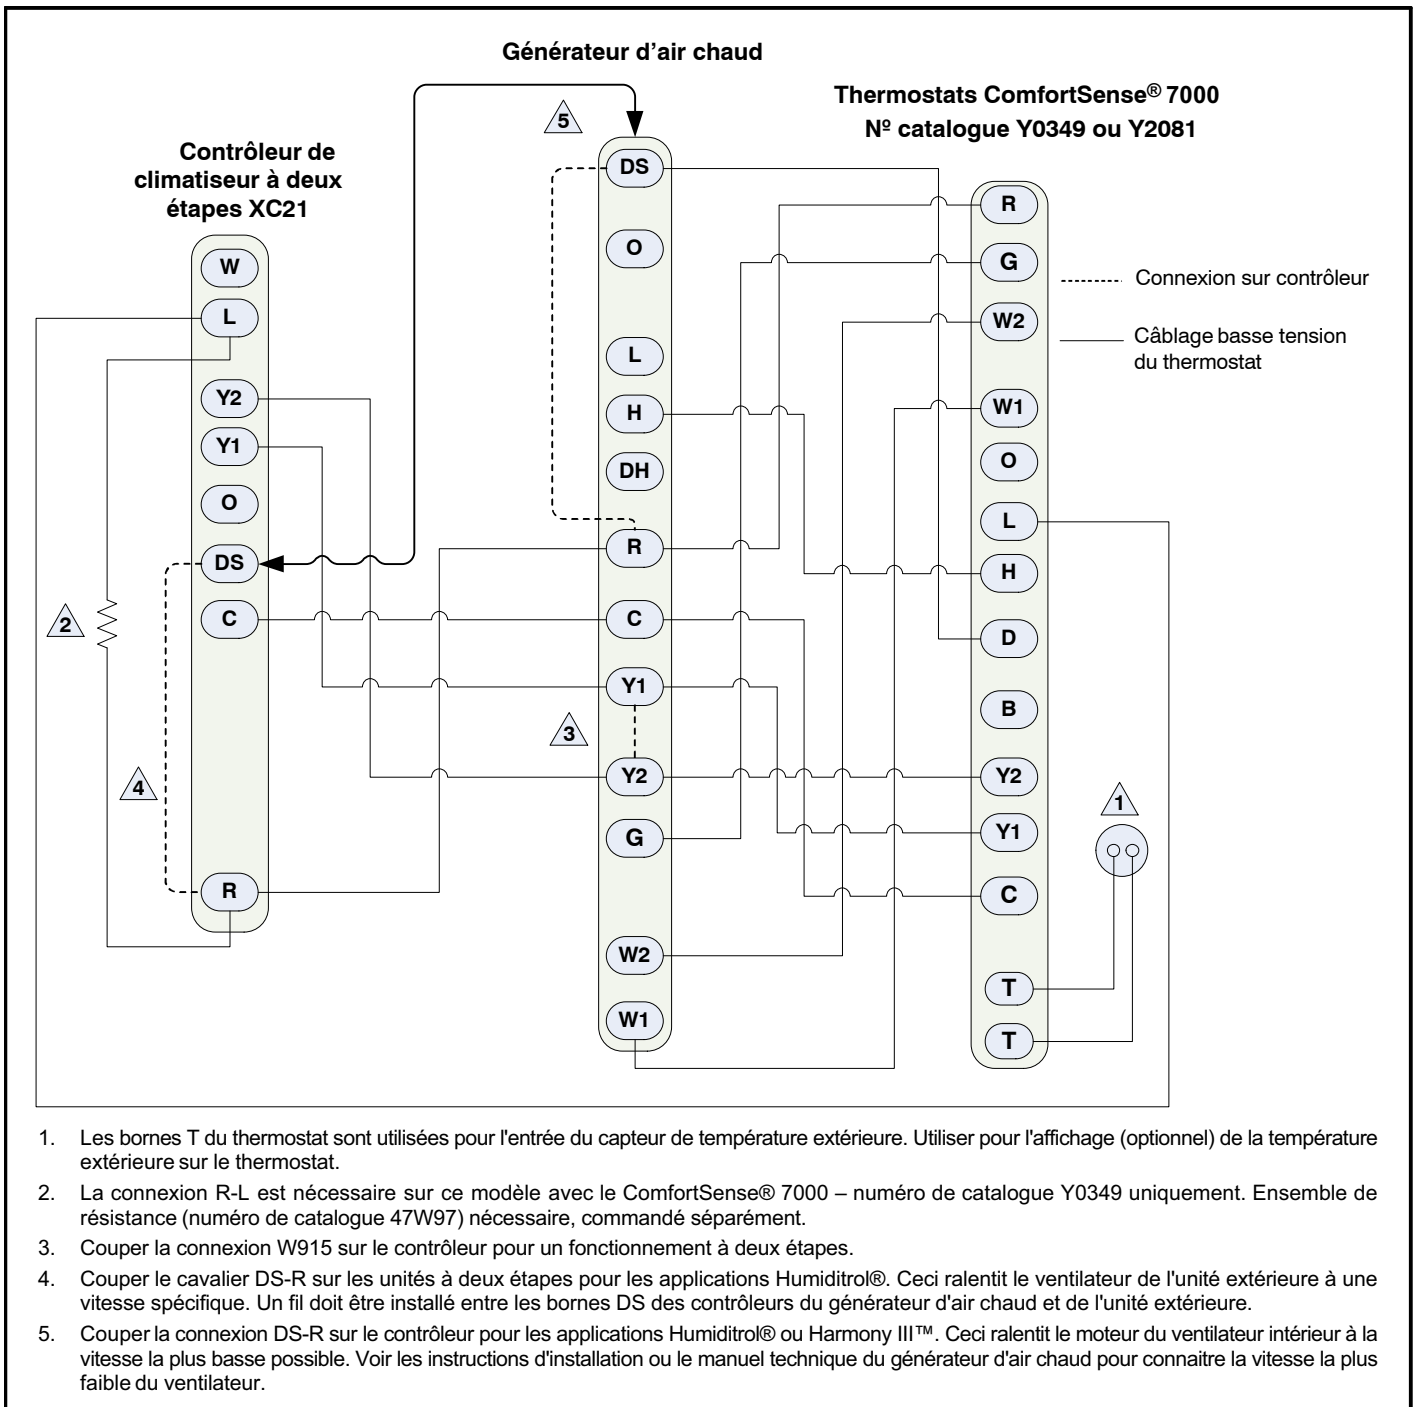 Générateur d’air chaud
Thermostats ComfortSense® 7000
Nº catalogue Y0349 ou Y2081
Contrôleur de
climatiseur à deux
étapes XC21
W
L
Y2
Y1
O
DS
C
R
2
4
5
3
DS
O
L
H
DH
R
C
Y1
Y2
G
W2
W1
R
G
W2
W1
O
L
H
D
B
Y2
Y1
C
T
T
1
Connexion sur contrôleur
Câblage basse tension
du thermostat
1. Les bornes T du thermostat sont utilisées pour l'entrée du capteur de température extérieure. Utiliser pour l'affichage (optionnel) de la température
extérieure sur le thermostat.
2. La connexion R-L est nécessaire sur ce modèle avec le ComfortSense® 7000 – numéro de catalogue Y0349 uniquement. Ensemble de
résistance (numéro de catalogue 47W97) nécessaire, commandé séparément.
3. Couper la connexion W915 sur le contrôleur pour un fonctionnement à deux étapes.
4. Couper le cavalier DS-R sur les unités à deux étapes pour les applications Humiditrol®. Ceci ralentit le ventilateur de l'unité extérieure à une
vitesse spécifique. Un fil doit être installé entre les bornes DS des contrôleurs du générateur d'air chaud et de l'unité extérieure.
5. Couper la connexion DS-R sur le contrôleur pour les applications Humiditrol® ou Harmony III™. Ceci ralentit le moteur du ventilateur intérieur à la
vitesse la plus basse possible. Voir les instructions d'installation ou le manuel technique du générateur d'air chaud pour connaitre la vitesse la plus
faible du ventilateur.